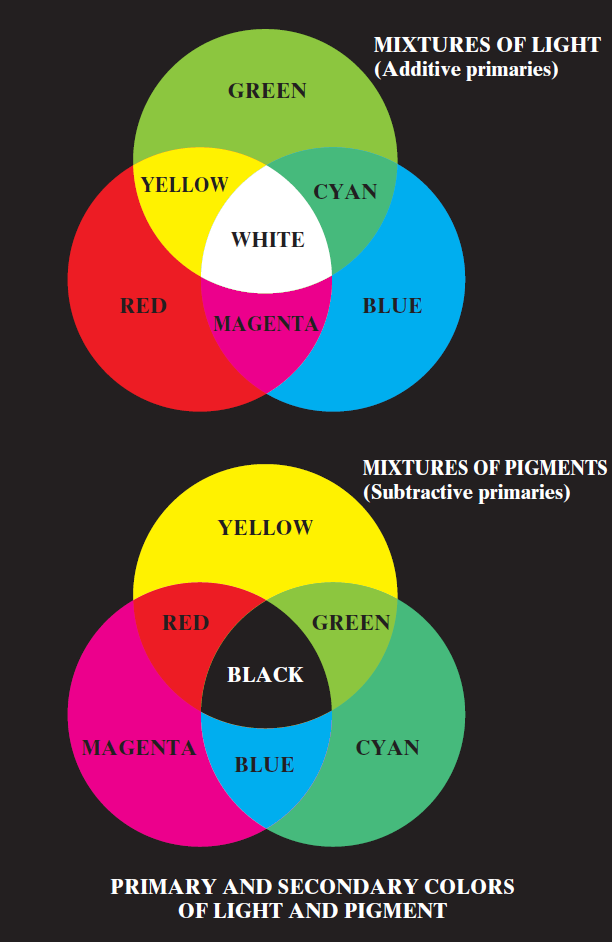 MIXTURES OF LIGHT
(Additive primaries)
GREEN
YELLOW
CYAN
WHITE
RED
BLUE
MAGENTA
MIXTURES OF PIGMENTS
(Subtractive primaries)
YELLOW
RED
GREEN
BLACK
MAGENTA
CYAN
BLUE
PRIMARY AND SECONDARY COLORS
OF LIGHT AND PIGMENT